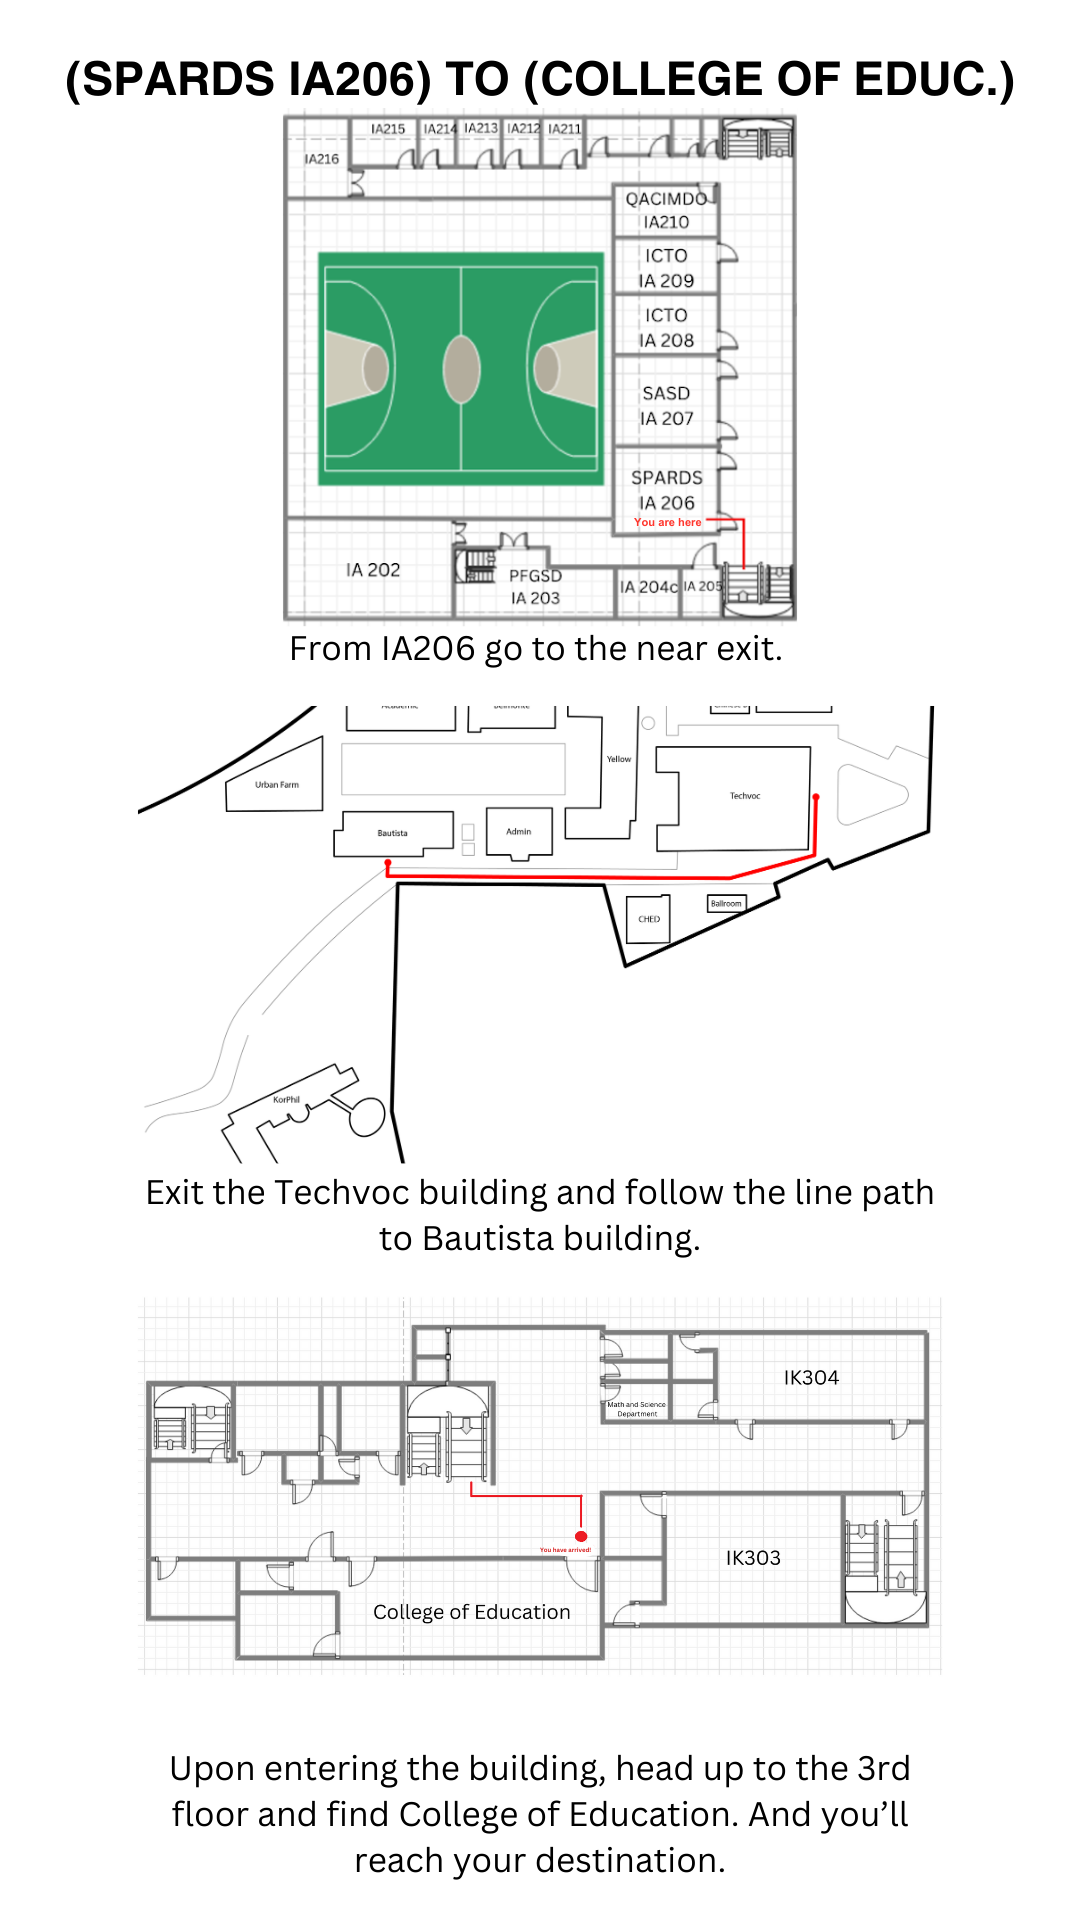 (SPARDS IA206) TO (COLLEGE OF EDUC.)
IA215
IA214
IA213
IA212
IA211
IA216
QACIMDO
IA210
ICTO
IA 209
ICTO
IA 208
SASD
IA 207
SPARDS
IA 206
You are here
IA 202
PFGSD
IA 203
IA 204c
IA 205
From IA206 go to the near exit.
Academic
Belmonte
Yellow
Urban Farm
Techvoc
Bautista
Admin
CHED
Ballroom
KorPhil
Exit the Techvoc building and follow the line path
to Bautista building.
IK304
Math and Science
Department
You have arrived!
IK303
College of Education
Upon entering the building, head up to the 3rd
floor and find College of Education. And you’ll
reach your destination.